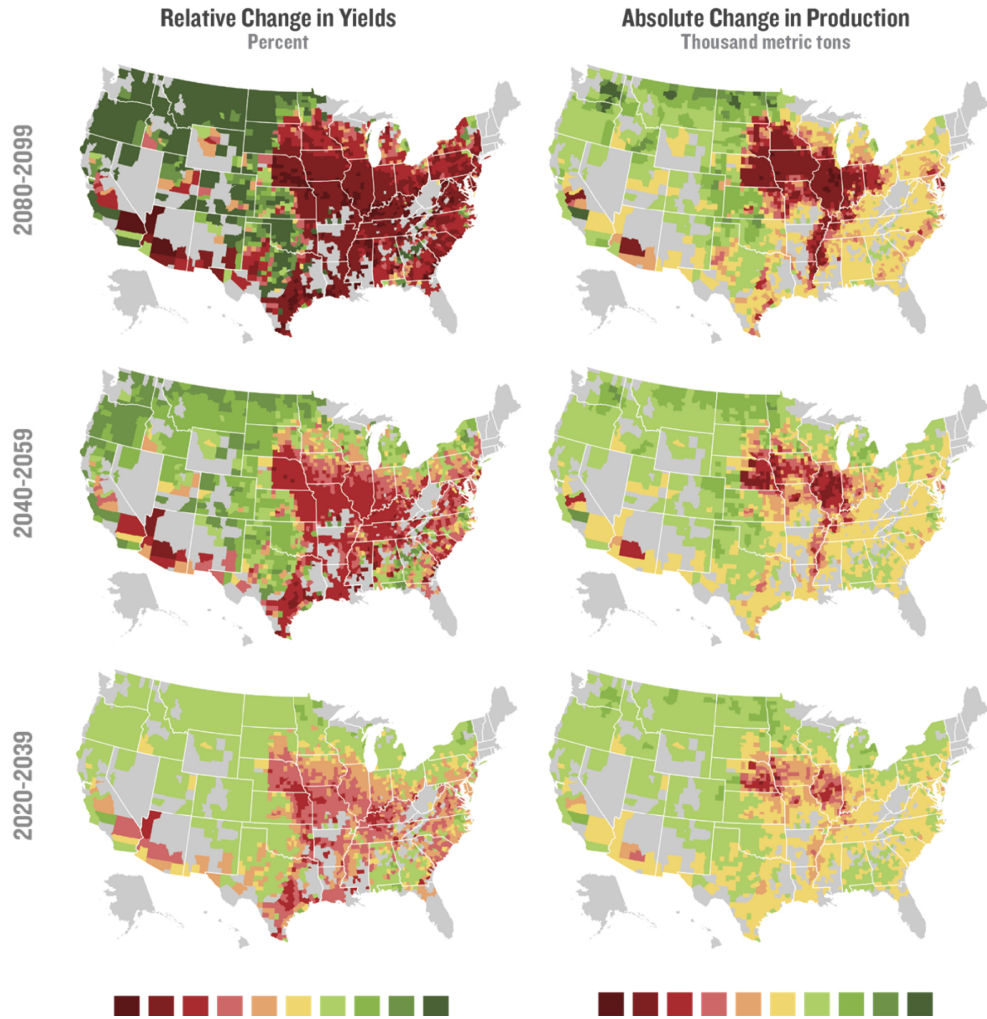 Relative Change in Yields
Percent
Absolute Change in Production
Thousand metric tons
2080-2099
2040-2059
2020-2039